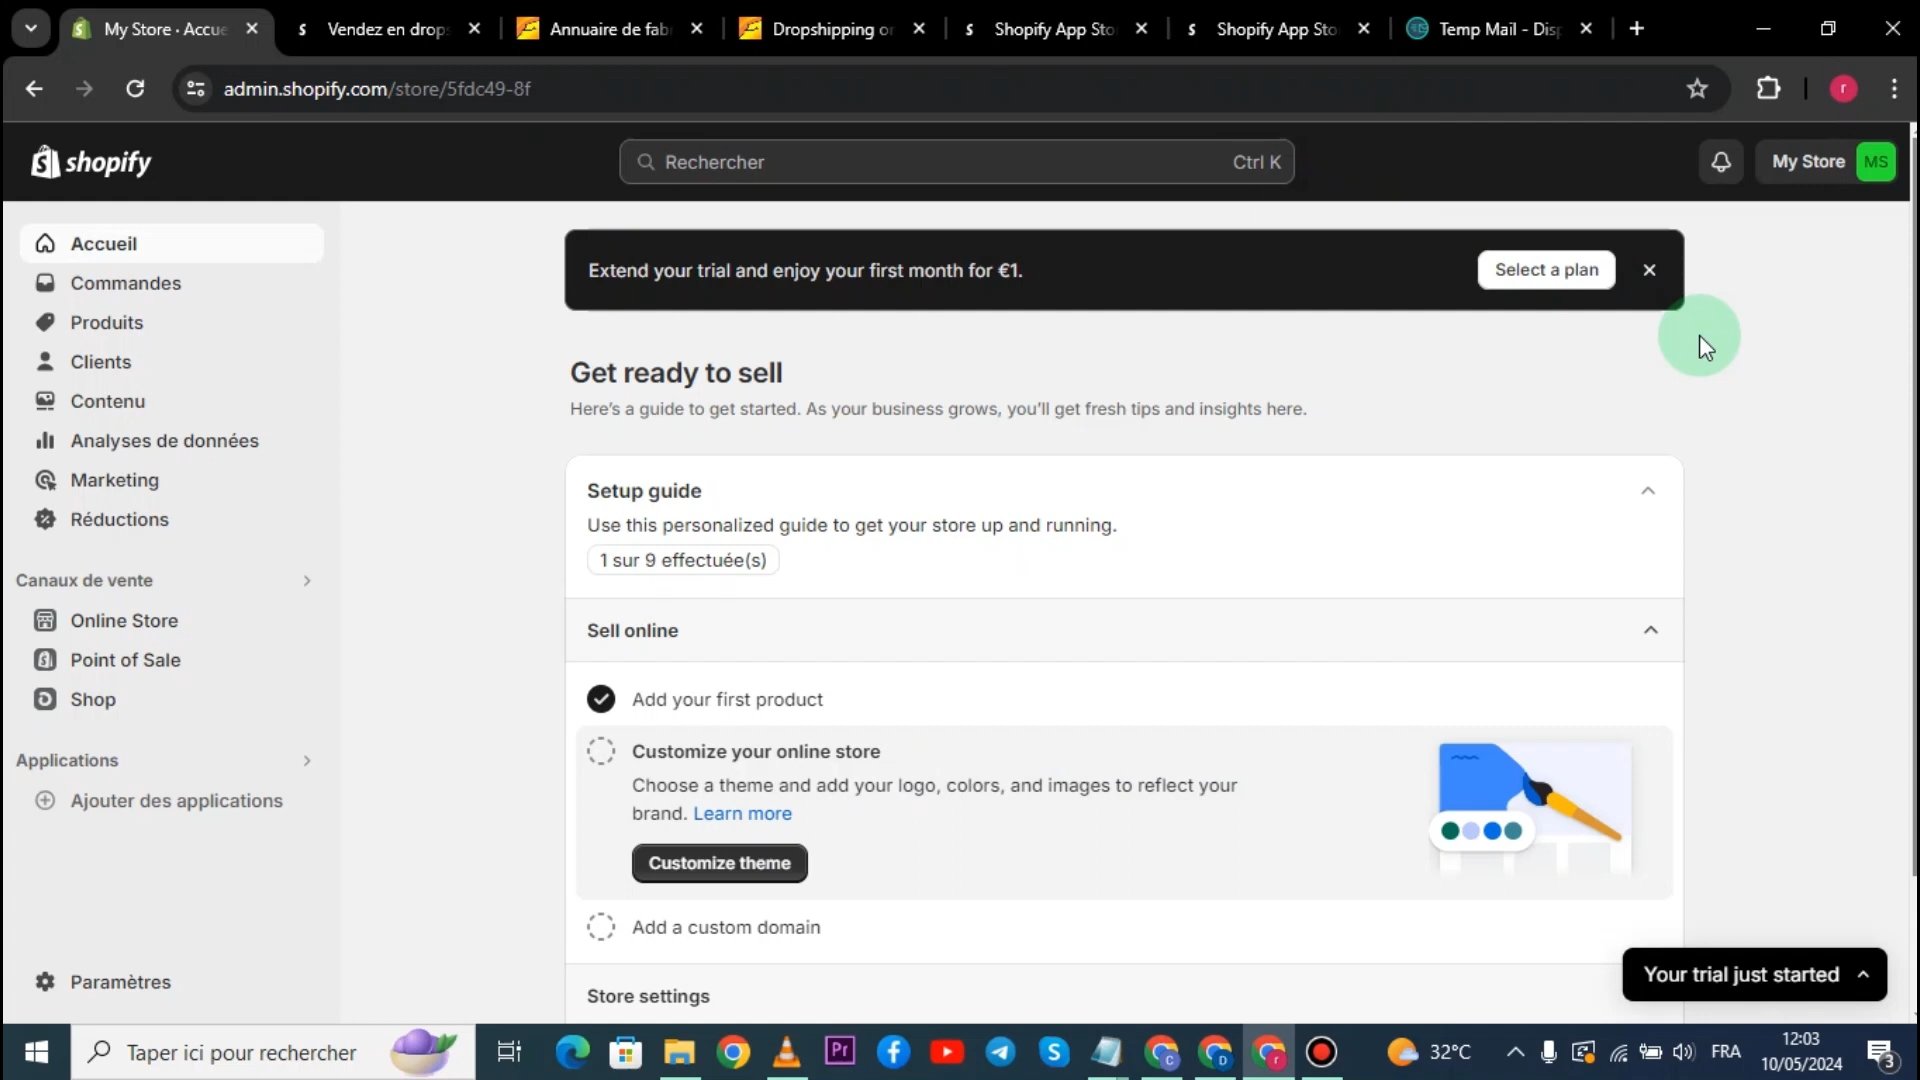 My Store · Accue
Vendez en drops
Annuaire de fab
Dropshipping or
Shopify App Sto
Shopify App Sto
Temp Mail - Disp
admin.shopify.com/store/5fdc49-8f
r
shopify
Rechercher
Ctrl K
My Store
MS
Accueil
Commandes
Produits
Clients
Contenu
Analyses de données
Marketing
Réductions
Canaux de vente
Online Store
Point of Sale
Shop
Applications
Ajouter des applications
Paramètres
Extend your trial and enjoy your first month for €1.
Select a plan
Get ready to sell
Here's a guide to get started. As your business grows, you'll get fresh tips and insights here.
Setup guide
Use this personalized guide to get your store up and running.
1 sur 9 effectuée(s)
Sell online
Add your first product
Customize your online store
Choose a theme and add your logo, colors, and images to reflect your
brand. Learn more
Customize theme
Add a custom domain
Store settings
Your trial just started
Taper ici pour rechercher
Pr
C
D
r
32°C
FRA
12:03
10/05/2024
3